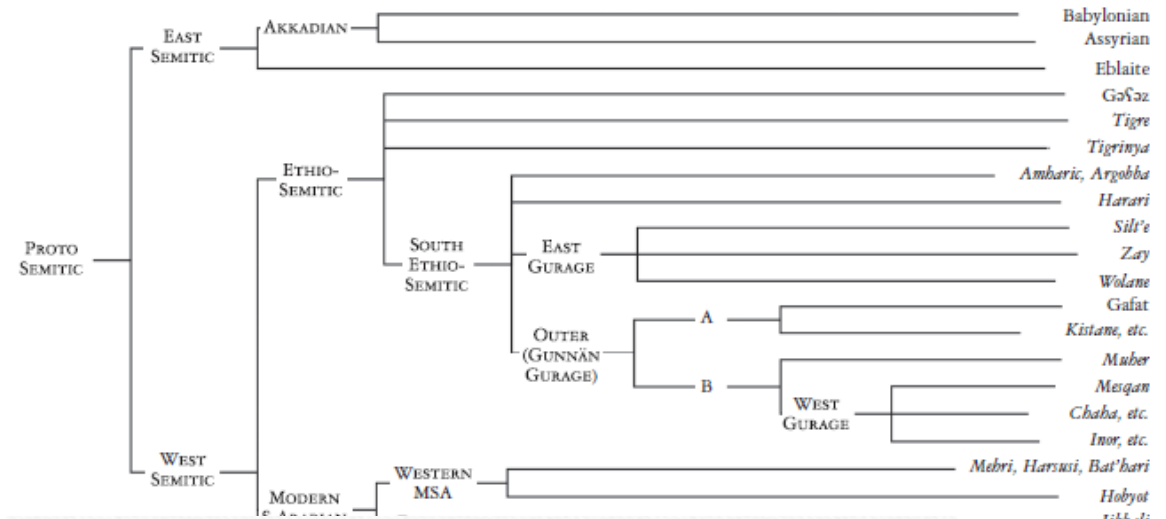 Babylonian
AKKADIAN
EAST
SEMITIC
Assyrian
Eblaite
Gəʕəz
Tigre
Tigrinya
ETHIO-
SEMITIC
Amharic, Argobba
Harari
Silt'e
PROTO
SEMITIC
SOUTH
ETHIO-
SEMITIC
EAST
GURAGE
Zay
Wolane
Gafat
A
Kistane, etc.
OUTER
(GUNNÄN
GURAGE)
Muher
B
Mesqan
WEST
GURAGE
Chaha, etc.
Inor, etc.
WEST
SEMITIC
Mehri, Harsusi, Bat'hari
WESTERN
MSA
Hobyot
MODERN
S ARABIAN